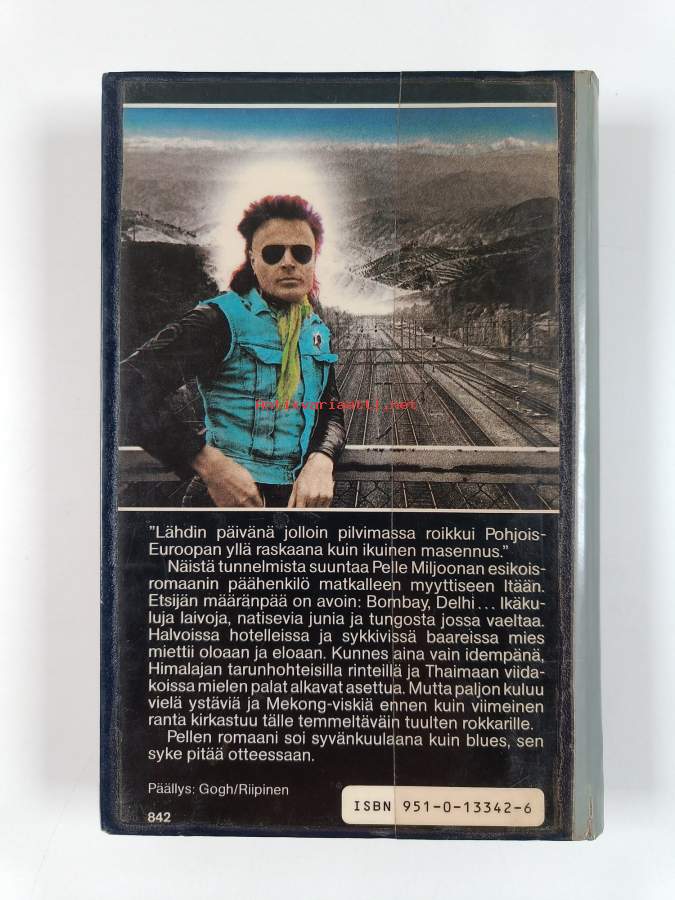 Antikvariaatti.net
"Lähdin päivänä jolloin pilvimassa roikkui Pohjois-
Euroopan yllä raskaana kuin ikuinen masennus."
Näistä tunnelmista suuntaa Pelle Miljoonan esikois-
romaanin päähenkilö matkalleen myyttiseen Itään.
Etsijän määränpää on avoin: Bombay, Delhi... Ikäku-
luja laivoja, natisevia junia ja tungosta jossa vaeltaa.
Halvoissa hotelleissa ja sykkivissä baareissa mies
miettii oloaan ja eloaan. Kunnes aina vain idempänä,
Himalajan tarunhohteisilla rinteillä ja Thaimaan viida-
koissa mielen palat alkavat asettua. Mutta paljon kuluu
vielä ystäviä ja Mekong-viskiä ennen kuin viimeinen
ranta kirkastuu tälle temmeltäväin tuulten rokkarille.
Pellen romaani soi syvänkuulaana kuin blues, sen
syke pitää otteessaan.
Päällys: Gogh/Riipinen
ISBN 951-0-13342-6
842